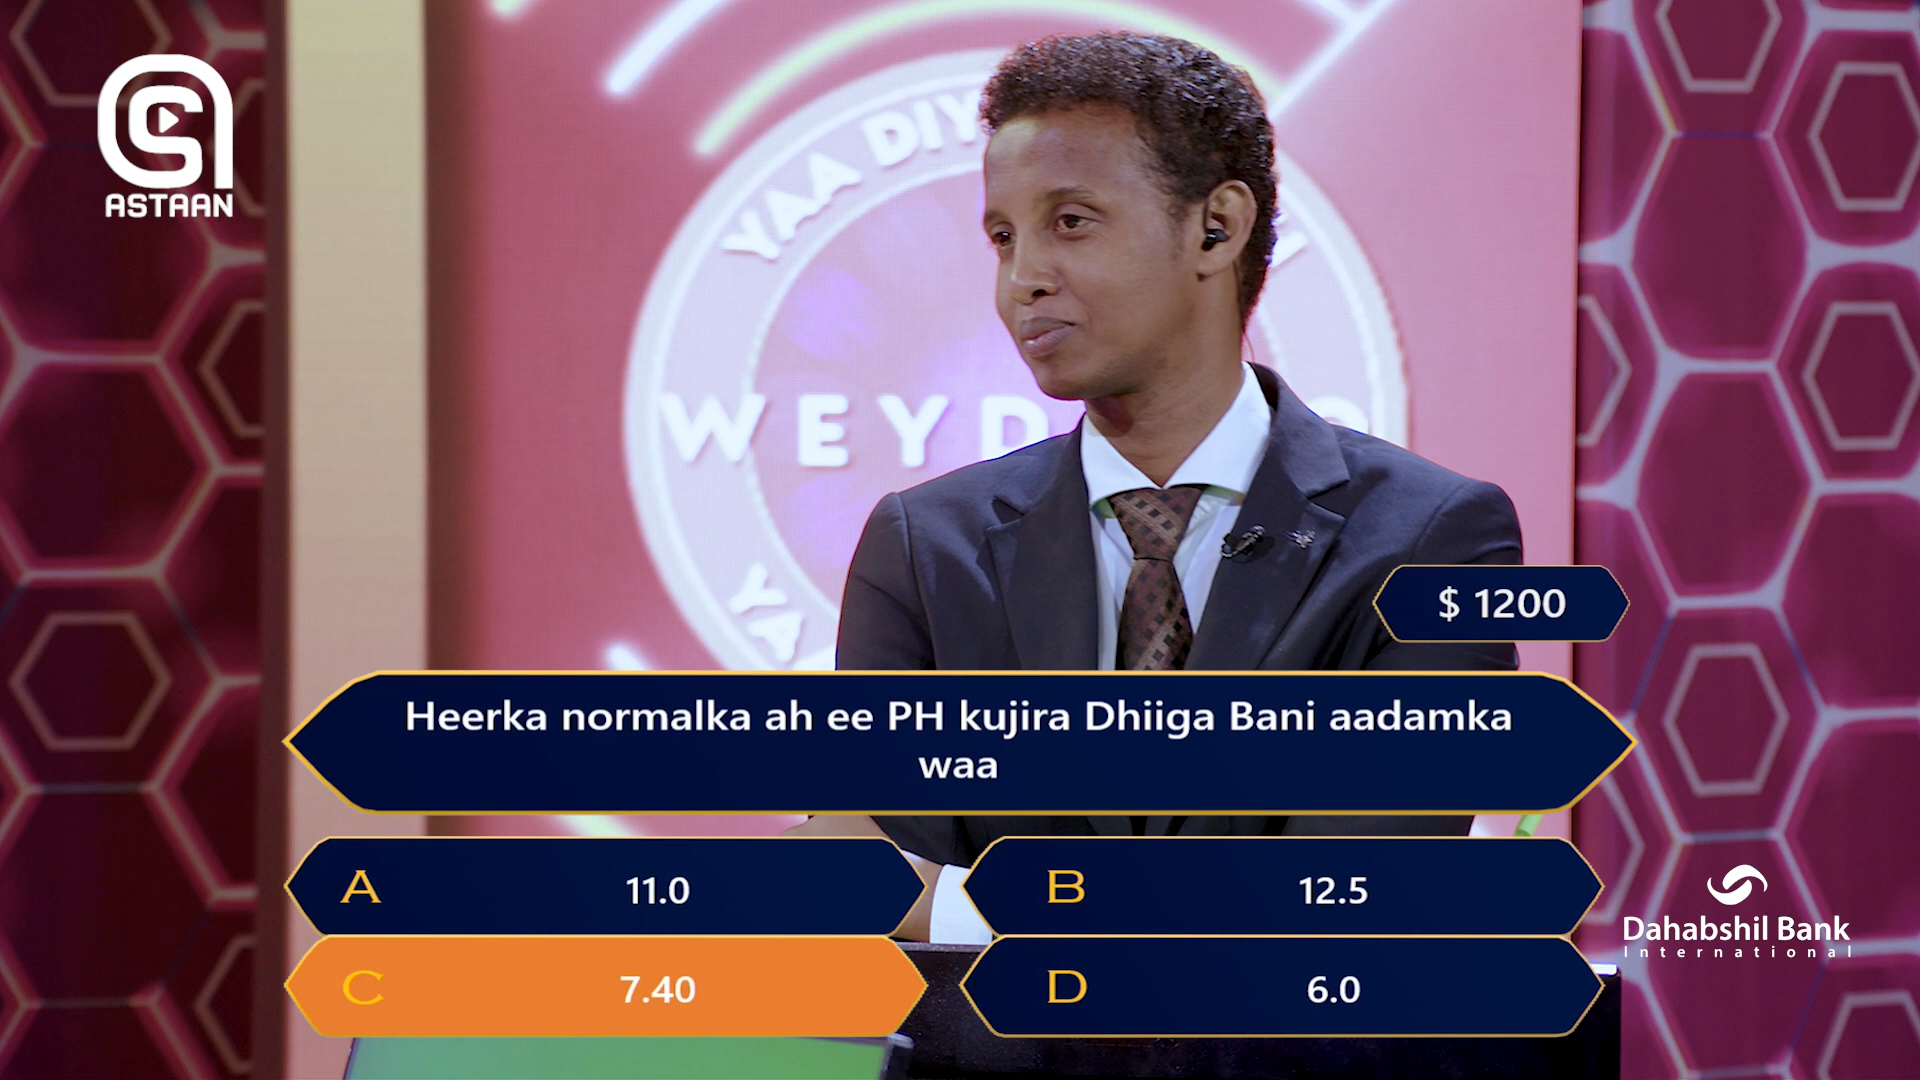 ASTAAN
YAA DIY
WEYD
YA
$ 1200
Heerka normalka ah ee PH kujira Dhiiga Bani aadamka
waa
A 11.0
B 12.5
C 7.40
D 6.0
Dahabshil Bank
International